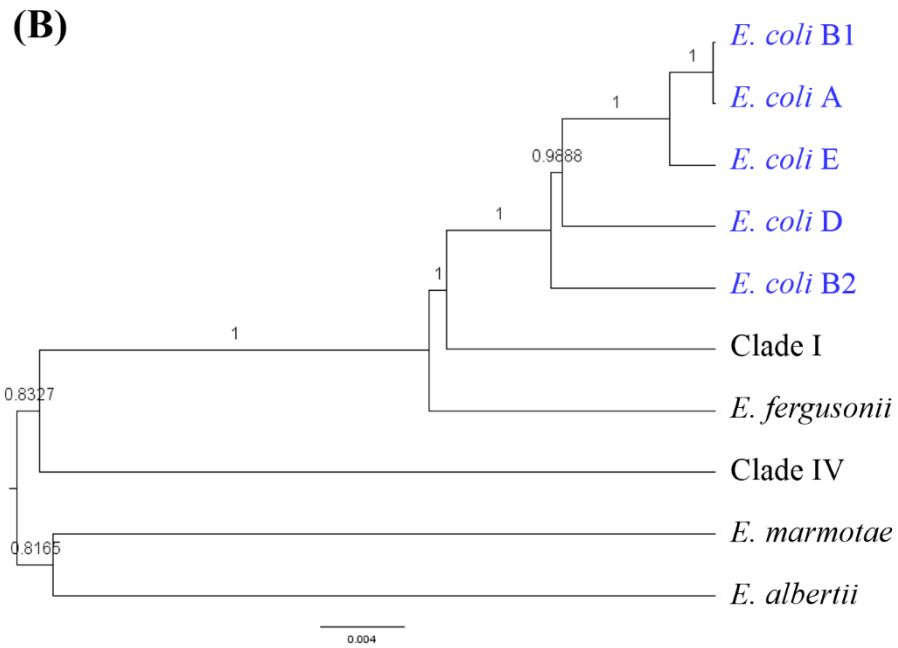 (B)
E. coli B1
1
E. coli A
1
0.9888
E. coli E
1
E. coli D
1
E. coli B2
1
Clade I
0.8327
E. fergusonii
Clade IV
E. marmotae
0.8165
E. albertii
0.004